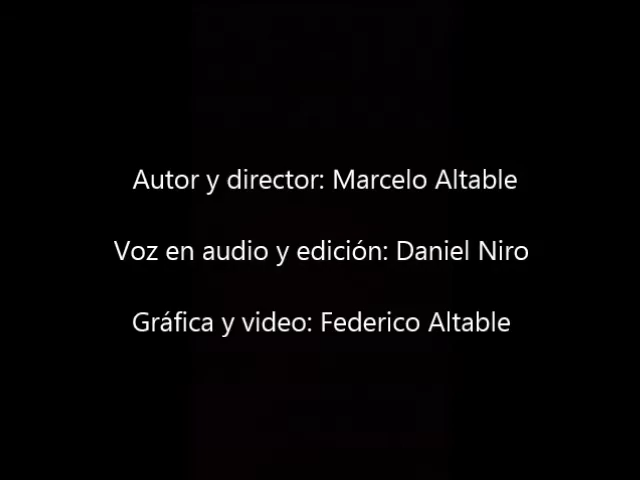 Autor y director: Marcelo Altable
Voz en audio y edición: Daniel Niro
Gráfica y video: Federico Altable